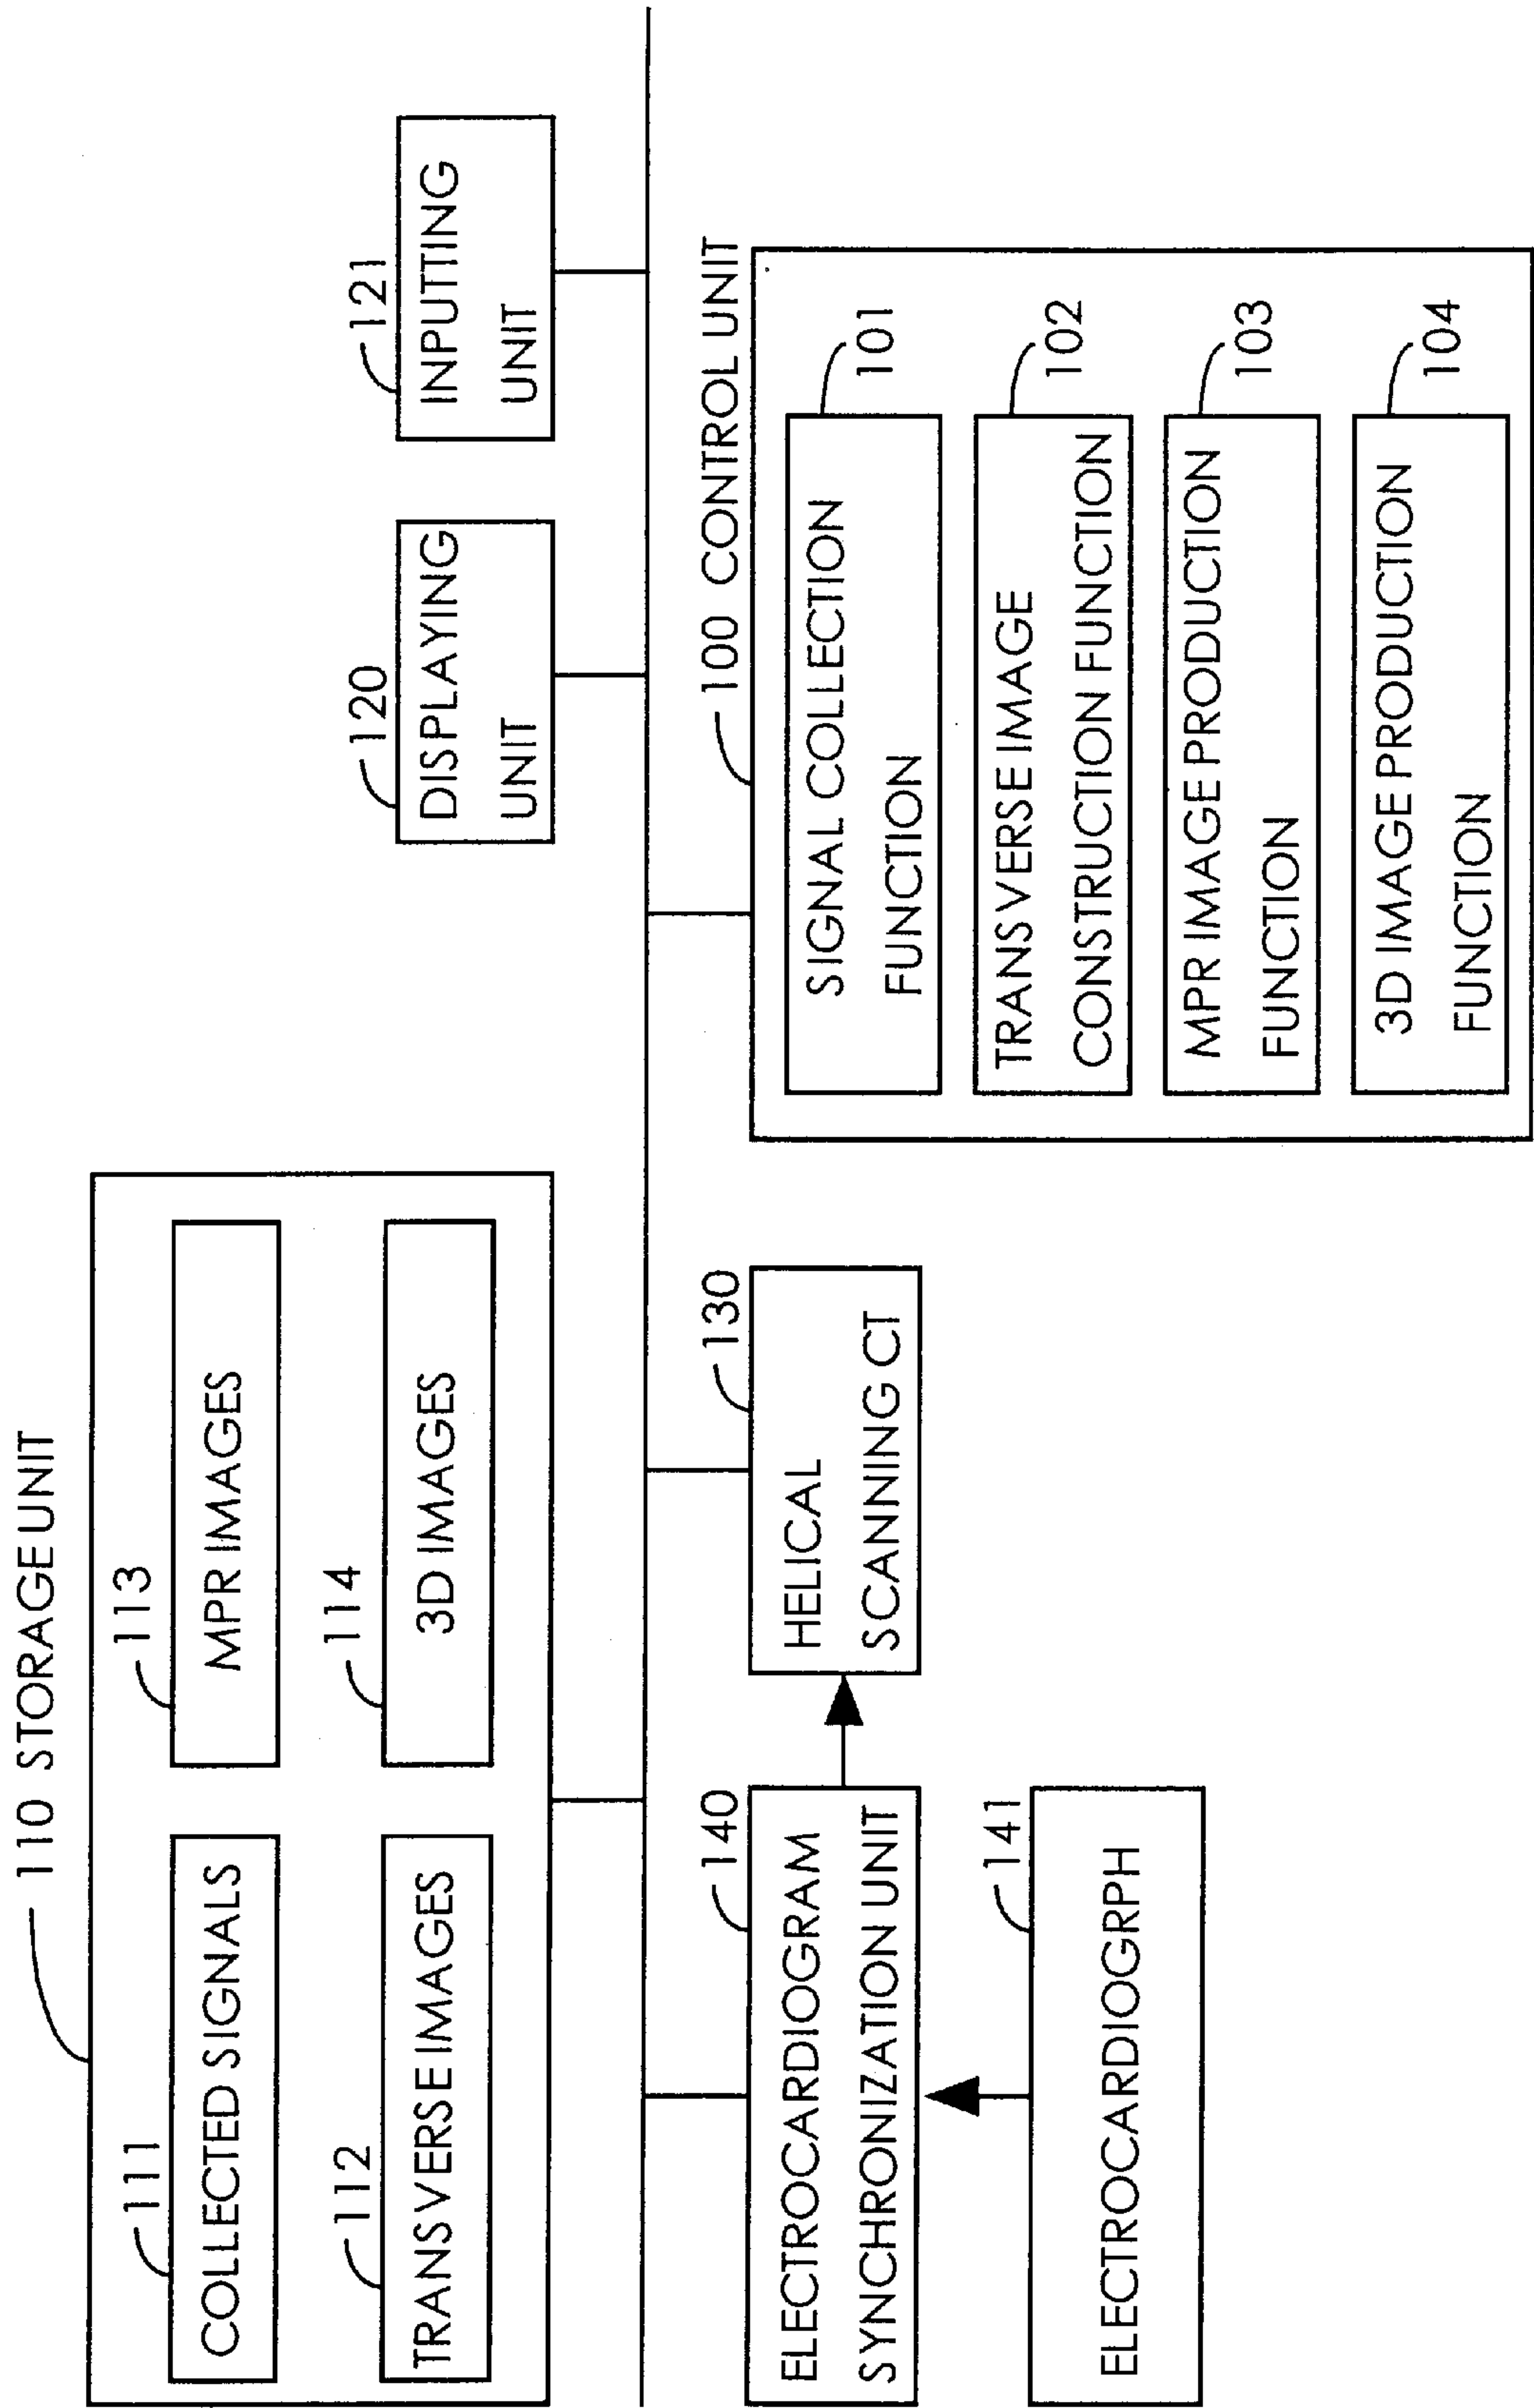 110 STORAGE UNIT
111
COLLECTED SIGNALS
113
MPR IMAGES
112
TRANSVERSE IMAGES
114
3D IMAGES
120
DISPLAYING
UNIT
121
INPUTING
UNIT
140
ELECTROCARDIOGRAM
SYNCHRONIZATION UNIT
130
HELICAL
SCANNING CT
141
ELECTROCARDIOGRPH
100 CONTROL UNIT
SIGNAL COLLECTION
FUNCTION
101
TRANSVERSE IMAGE
CONSTRUCTION FUNCTION
102
MPR IMAGE PRODUCTION
FUNCTION
103
3D IMAGE PRODUCTION
FUNCTION
104